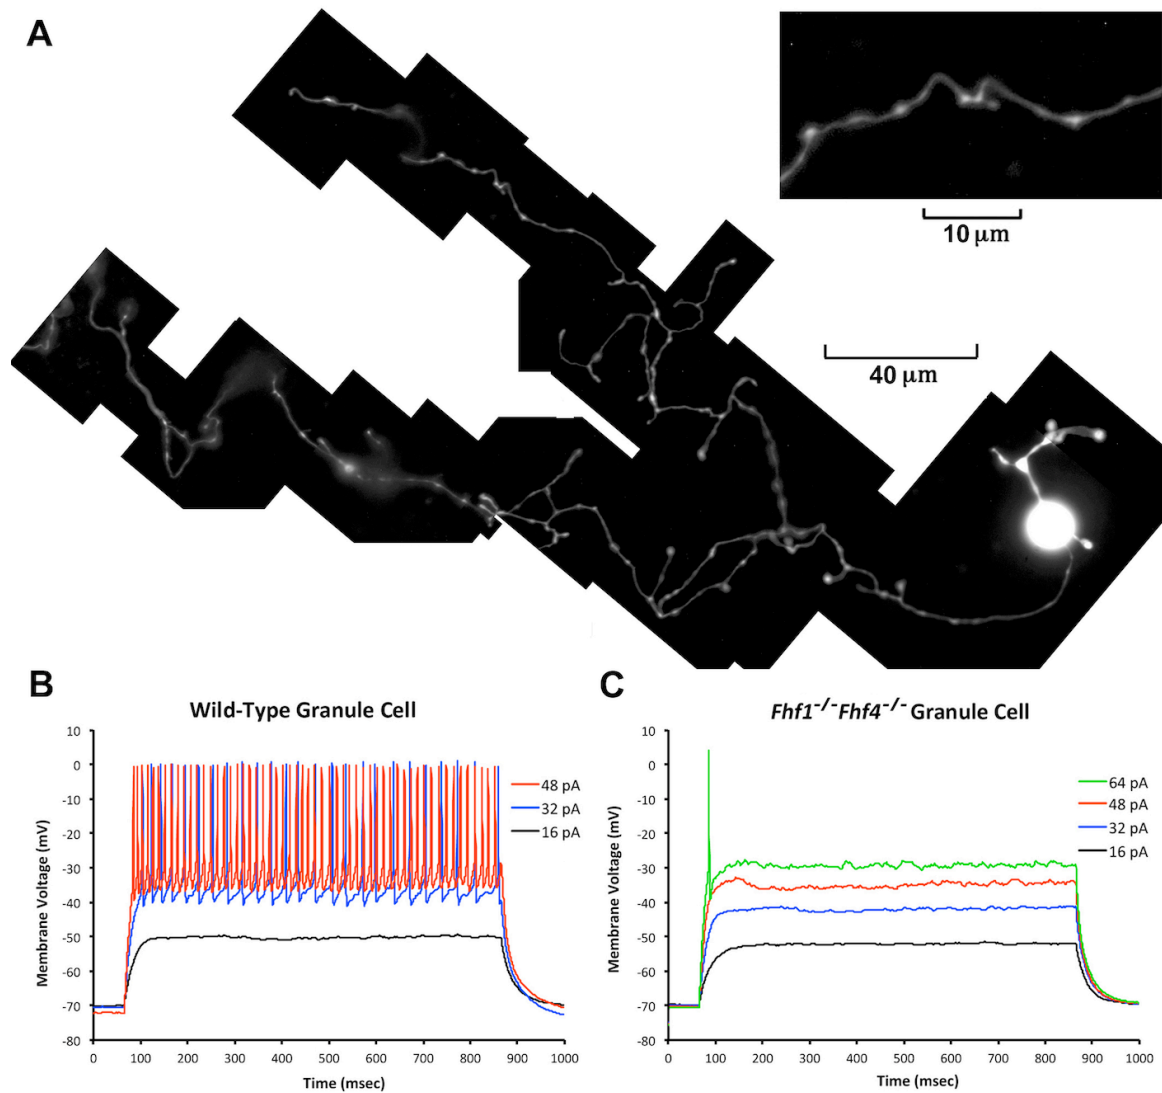 A
10 µm
40 µm
B
Wild-Type Granule Cell
10
0
-10
-20
-30
-40
-50
-60
-70
-80
Membrane Voltage (mV)
48 pA
32 pA
16 pA
0 100 200 300 400 500 600 700 800 900 1000
Time (msec)
C
Fhf1-/-Fhf4-/- Granule Cell
10
0
-10
-20
-30
-40
-50
-60
-70
-80
Membrane Voltage (mV)
64 pA
48 pA
32 pA
16 pA
0 100 200 300 400 500 600 700 800 900 1000
Time (msec)